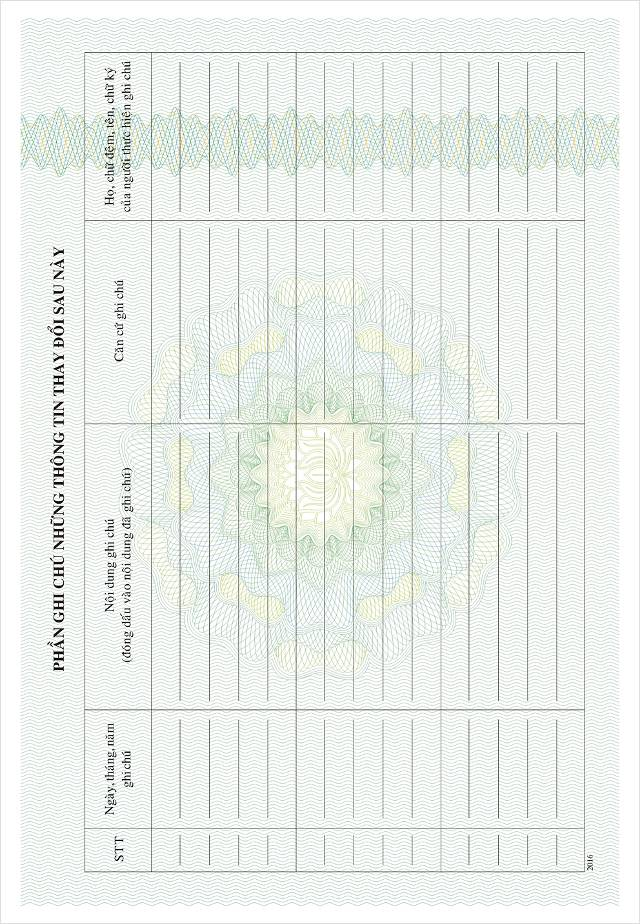 PHẦN GHI CHÚ NHỮNG THÔNG TIN THAY ĐỔI SAU NÀY
STT
Ngày, tháng, năm
ghi chú
Nội dung ghi chú
(đóng dấu vào nội dung đã ghi chú)
Căn cứ ghi chú
Họ, chữ đệm, tên, chữ ký
của người thực hiện ghi chú
2016